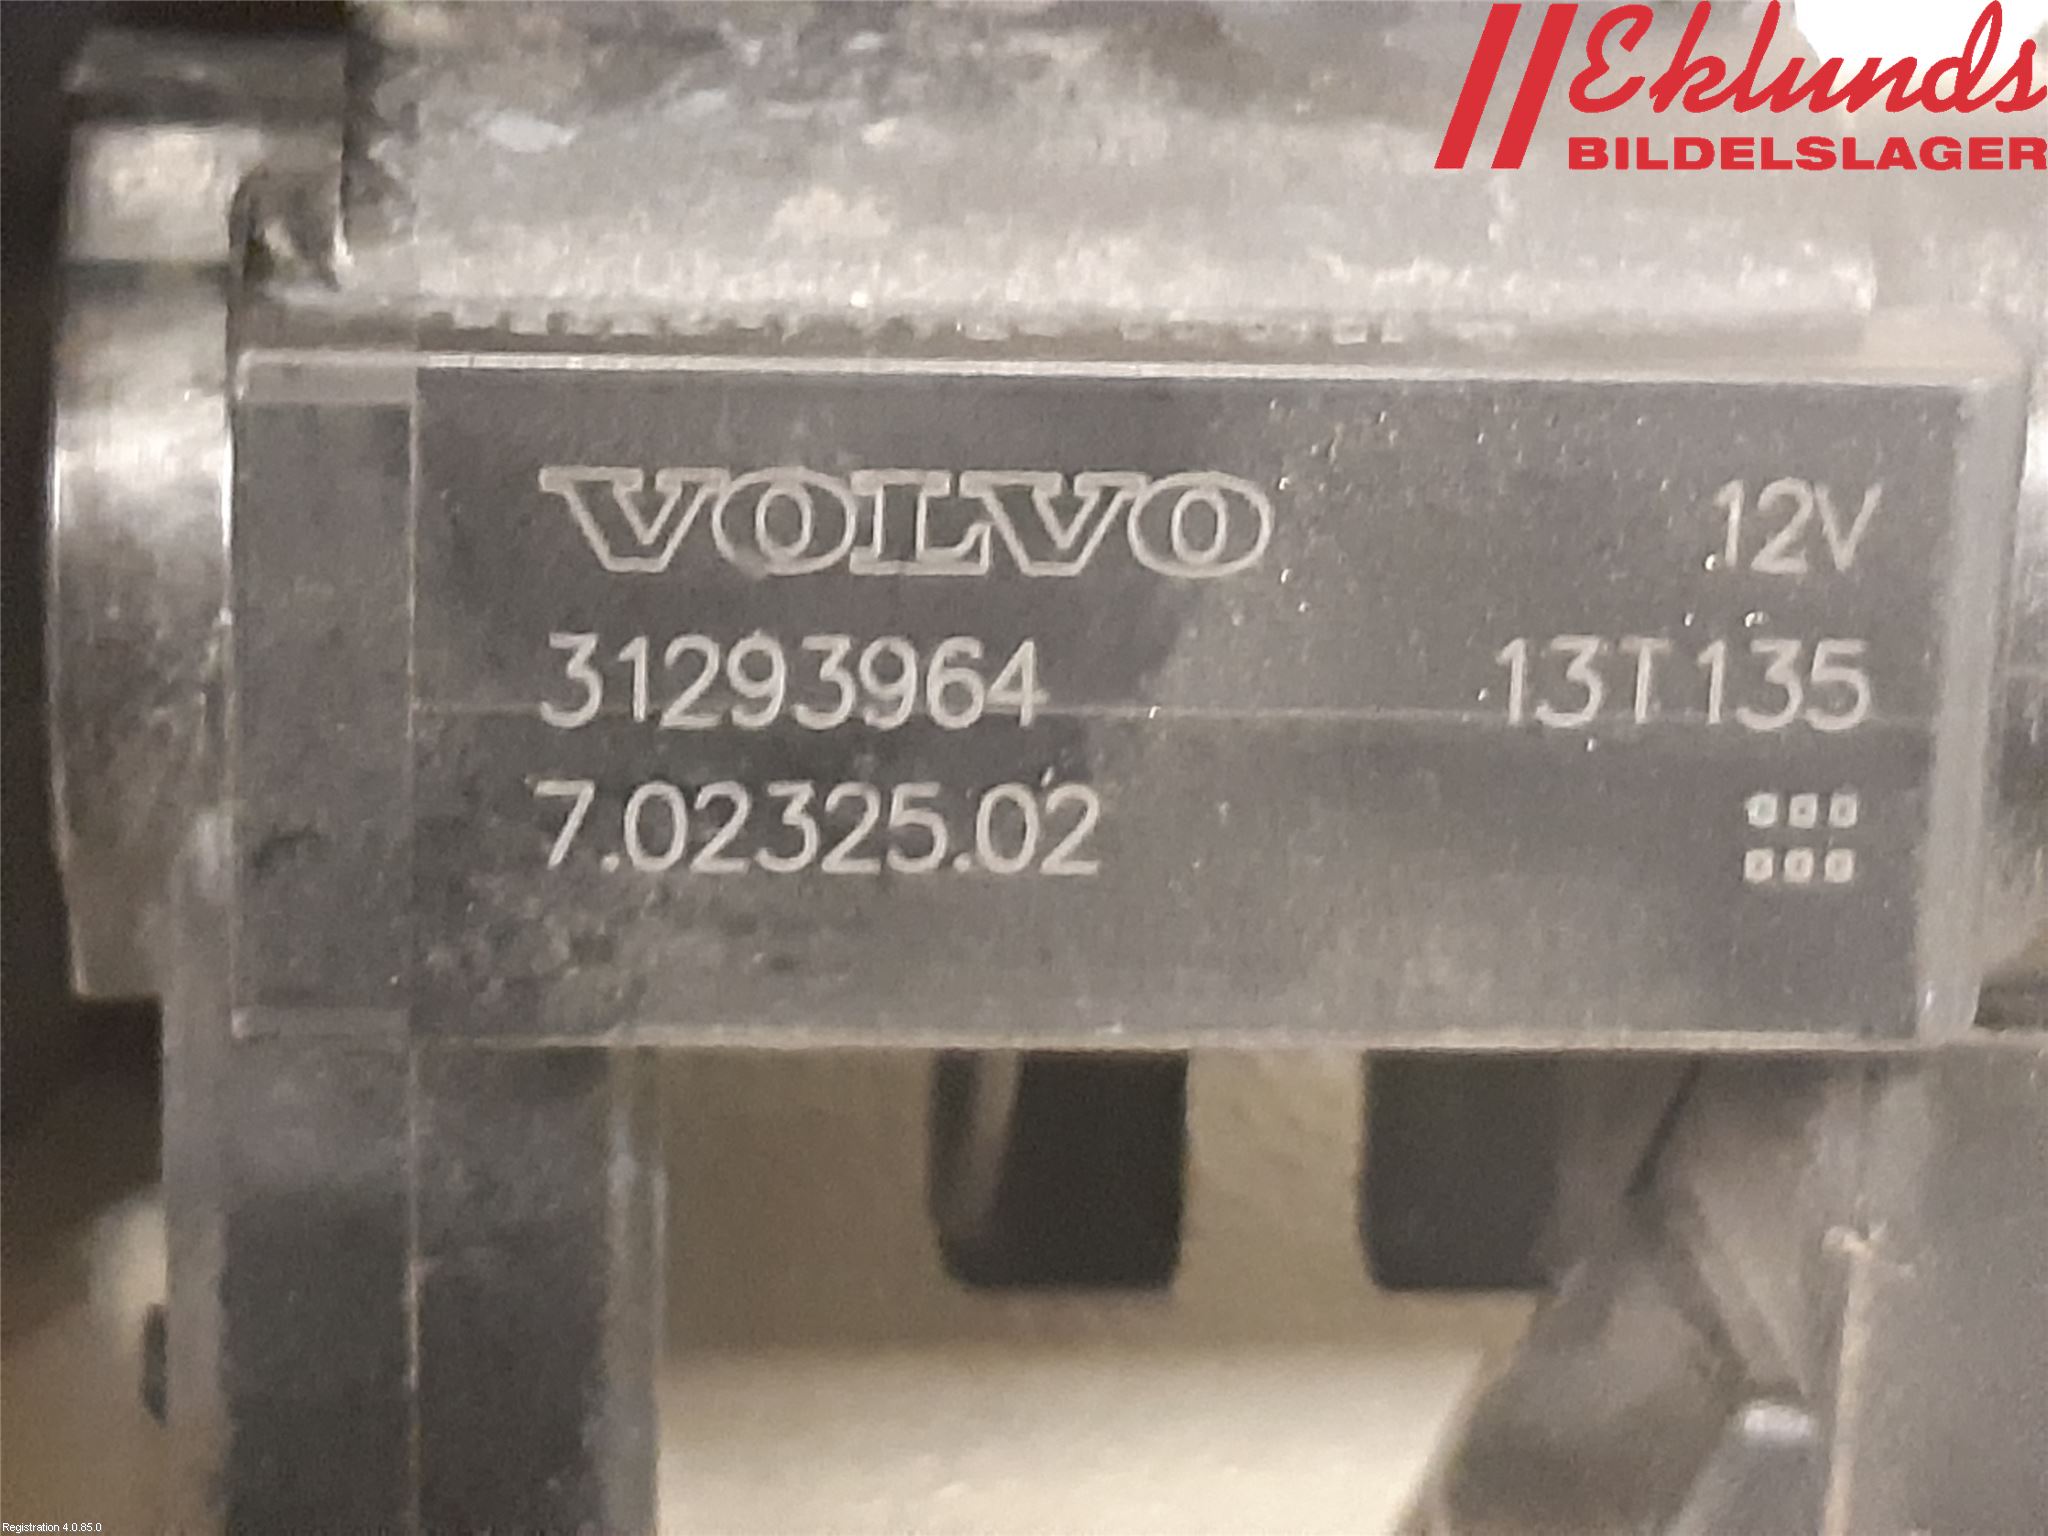 Eklunds
BILDELSLAGER
VOLVO 12V
31293964 13T135
7.02325.02
Registration 4.0.85.0